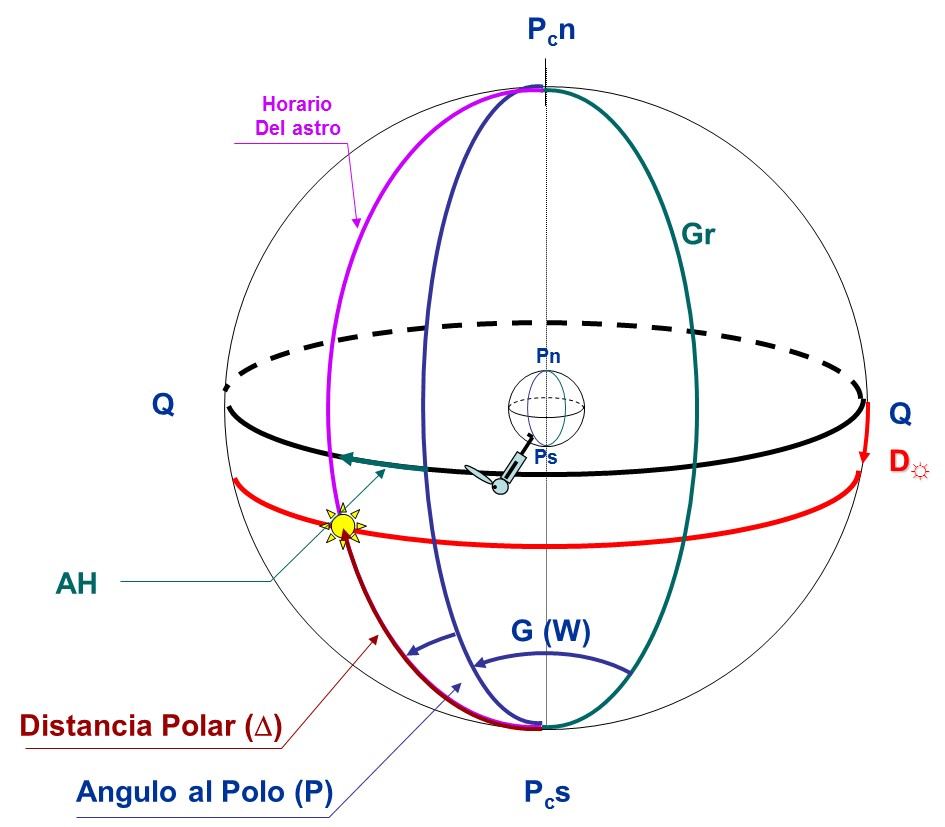 Pcn
Horario
Del astro
Gr
Pn
Q
Q
Ps
D☼
AH
G (W)
Distancia Polar (Δ)
Angulo al Polo (P)
Pcs